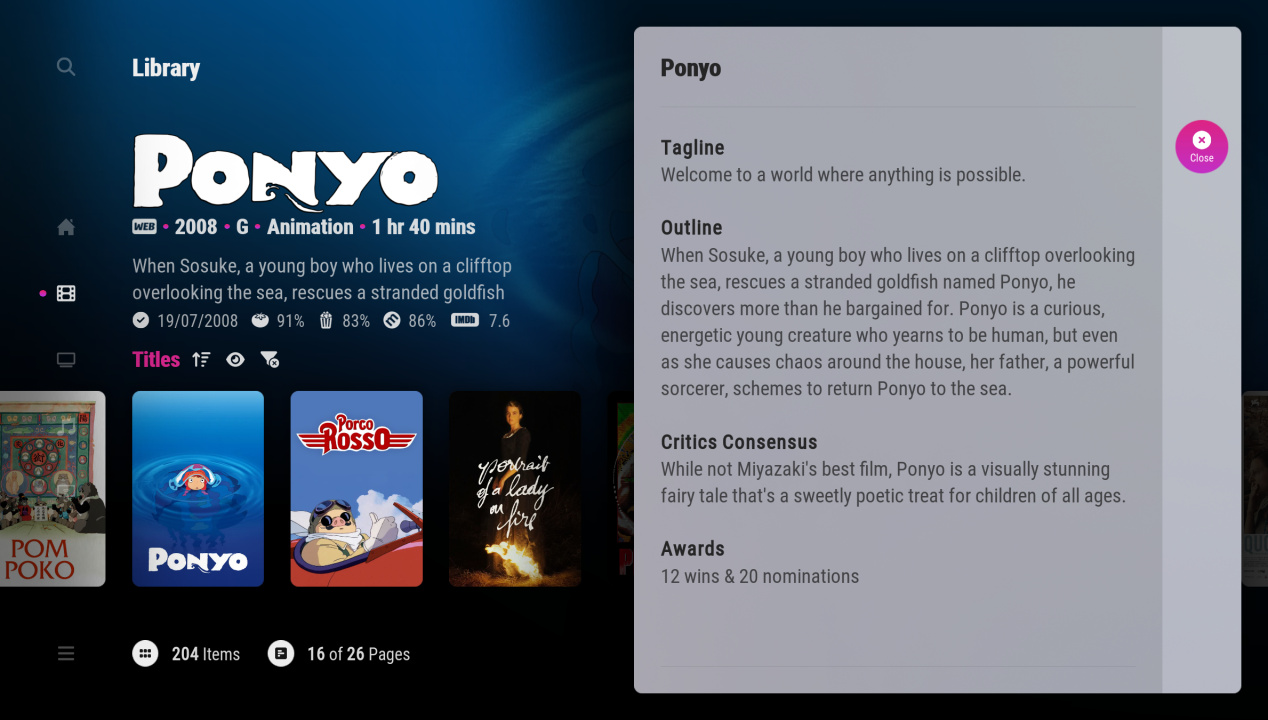 Library
PONYO
WEB • 2008 • G • Animation • 1 hr 40 mins
When Sosuke, a young boy who lives on a clifftop
overlooking the sea, rescues a stranded goldfish
19/07/2008 91% 83% 86% IMDb 7.6
Titles
POM
POKO
PONYO
PORCO
ROSSO
portrait
of a lady
on
fire
204 Items 16 of 26 Pages
Ponyo
Close
Tagline
Welcome to a world where anything is possible.
Outline
When Sosuke, a young boy who lives on a clifftop overlooking
the sea, rescues a stranded goldfish named Ponyo, he
discovers more than he bargained for. Ponyo is a curious,
energetic young creature who yearns to be human, but even
as she causes chaos around the house, her father, a powerful
sorcerer, schemes to return Ponyo to the sea.
Critics Consensus
While not Miyazaki's best film, Ponyo is a visually stunning
fairy tale that's a sweetly poetic treat for children of all ages.
Awards
12 wins & 20 nominations